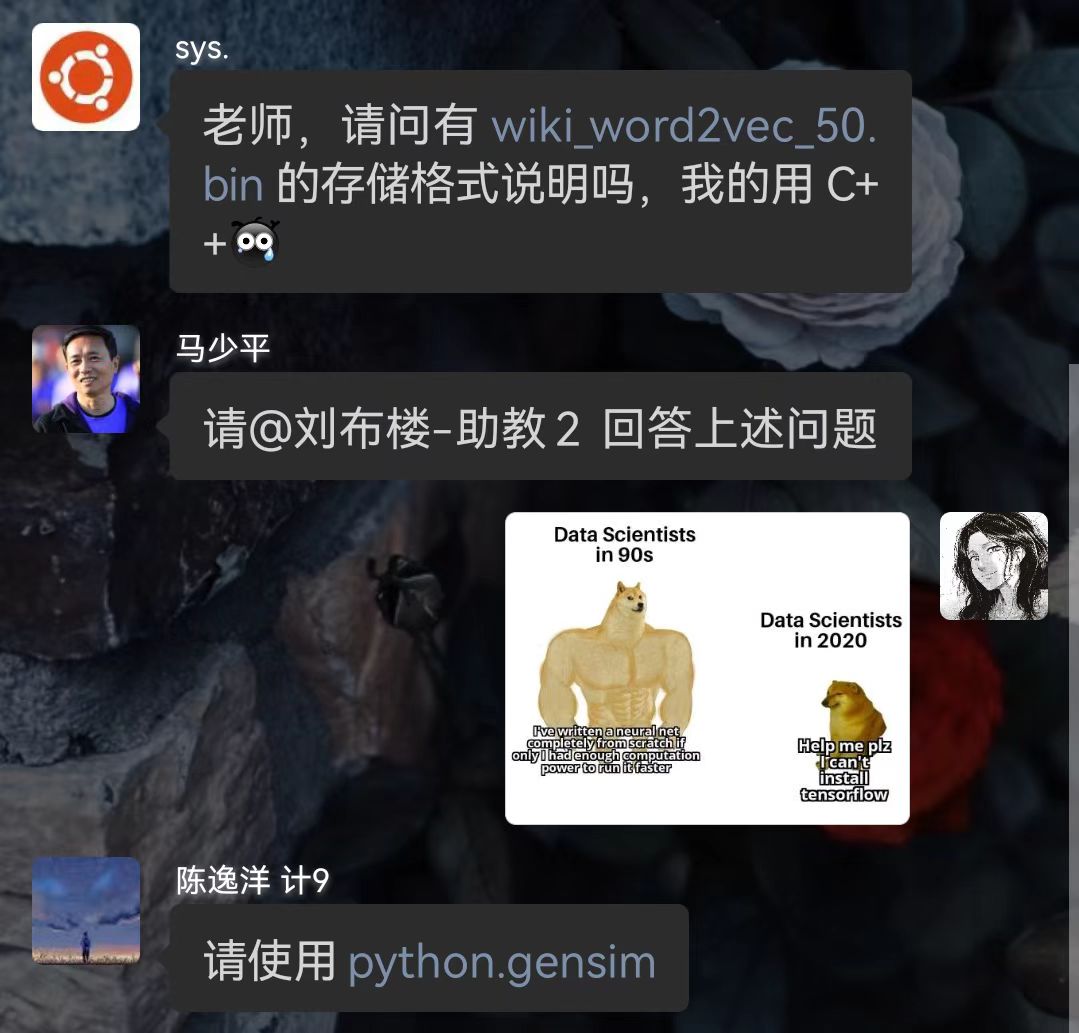 sys.
老师，请问有 wiki_word2vec_50.
bin 的存储格式说明吗，我的用 C+
+
马少平
请@刘布楼-助教2 回答上述问题
Data Scientists
in 90s
I've written a neural net
completely from scratch if
only I had enough computation
power to run it faster
Data Scientists
in 2020
Help me plz
I can't
install
tensorflow
陈逸洋 计9
请使用 python.gensim